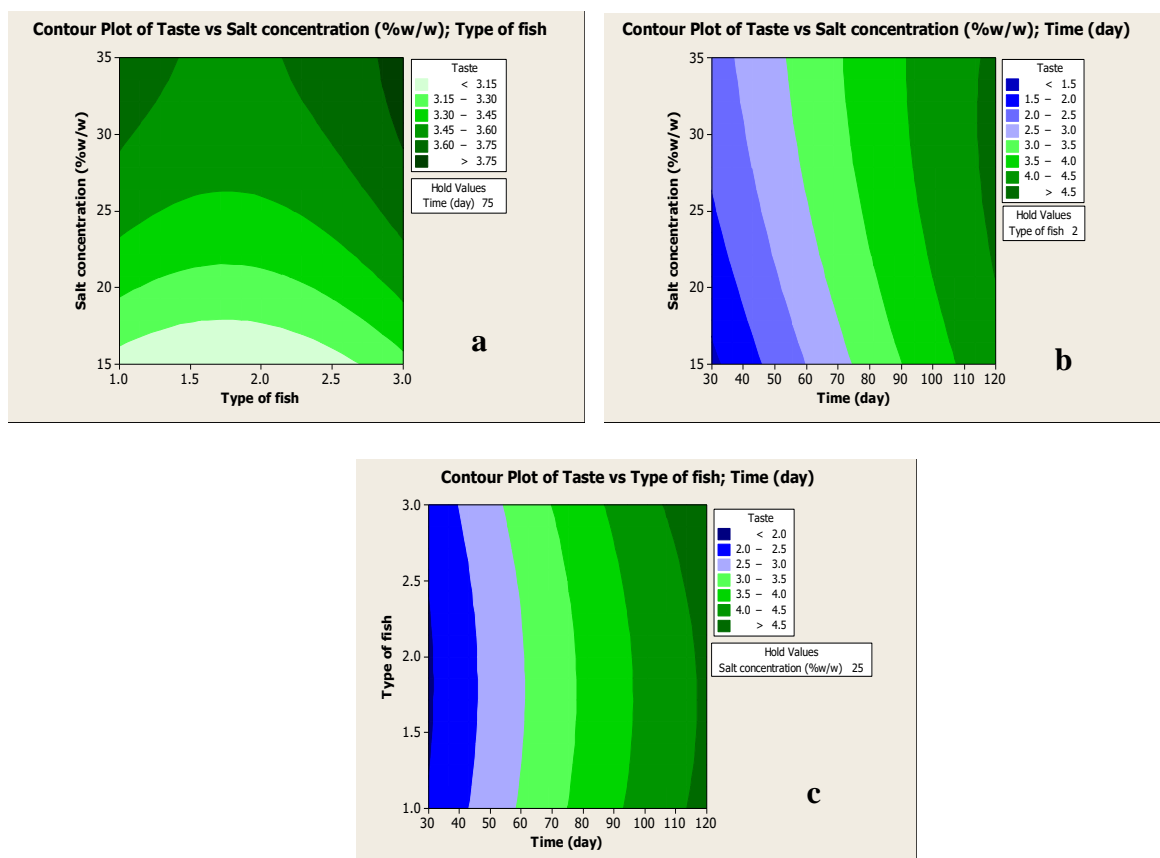 Contour Plot of Taste vs Salt concentration (%w/w); Type of fish
Taste
< 3.15
3.15 – 3.30
3.30 – 3.45
3.45 – 3.60
3.60 – 3.75
> 3.75
Hold Values
Time (day) 75
Salt concentration (%w/w)
35
30
25
20
15
1.0 1.5 2.0 2.5 3.0
Type of fish
a
Contour Plot of Taste vs Salt concentration (%w/w); Time (day)
Taste
< 1.5
1.5 – 2.0
2.0 – 2.5
2.5 – 3.0
3.0 – 3.5
3.5 – 4.0
4.0 – 4.5
> 4.5
Hold Values
Type of fish 2
Salt concentration (%w/w)
35
30
25
20
15
30 40 50 60 70 80 90 100 110 120
Time (day)
b
Contour Plot of Taste vs Type of fish; Time (day)
Taste
< 2.0
2.0 – 2.5
2.5 – 3.0
3.0 – 3.5
3.5 – 4.0
4.0 – 4.5
> 4.5
Hold Values
Salt concentration (%w/w) 25
Type of fish
3.0
2.5
2.0
1.5
1.0
30 40 50 60 70 80 90 100 110 120
Time (day)
c